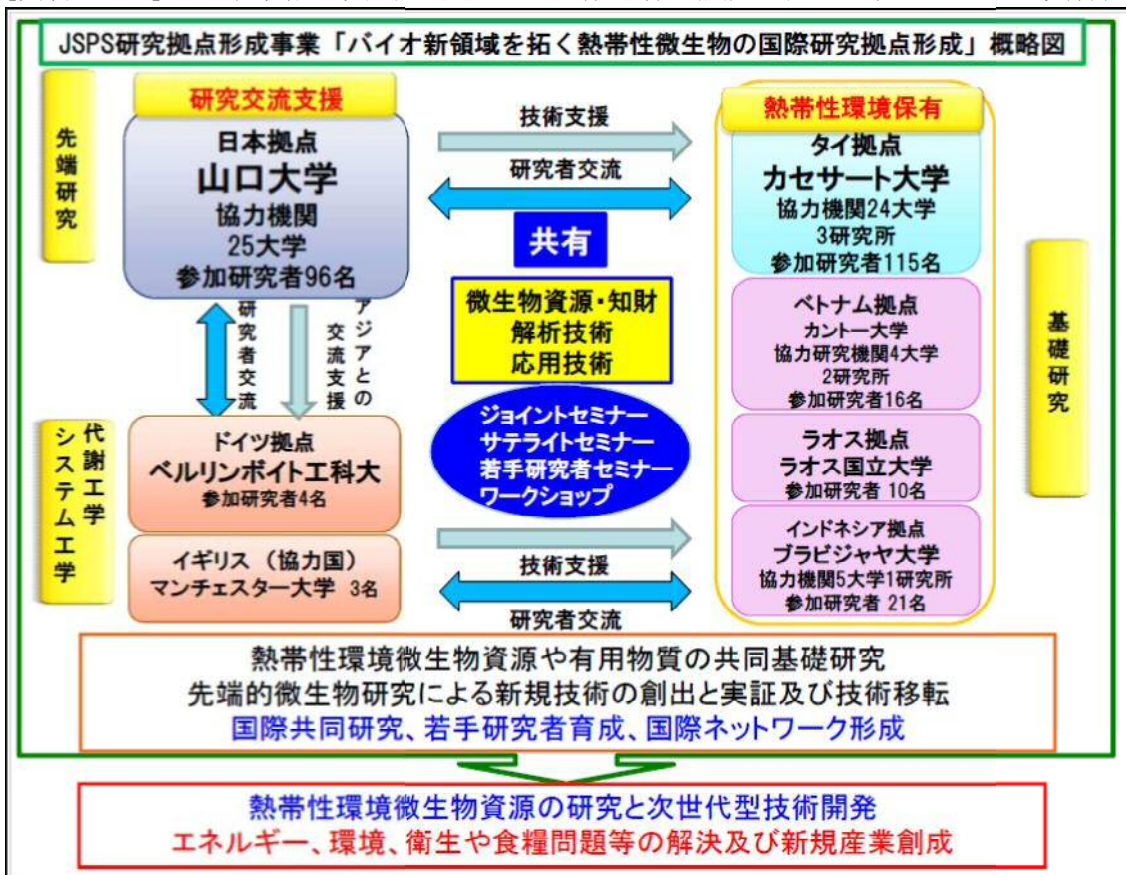 JSPS研究拠点形成事業「バイオ新領域を拓く熱帯性微生物の国際研究拠点形成」概略図
先端研究
研究交流支援
日本拠点
山口大学
協力機関
25大学
参加研究者96名
技術支援
研究者交流
共有
微生物資源・知財
解析技術
応用技術
ジョイントセミナー
サテライトセミナー
若手研究者セミナー
ワークショップ
熱帯性環境保有
タイ拠点
カセサート大学
協力機関24大学
3研究所
参加研究者115名
ベトナム拠点
カントー大学
協力研究機関4大学
2研究所
参加研究者16名
ラオス拠点
ラオス国立大学
参加研究者 10名
インドネシア拠点
ブラビジャヤ大学
協力機関5大学1研究所
参加研究者 21名
基礎研究
研究者交流
アジアとの
交流支援
代謝工学
システム工学
ドイツ拠点
ベルリンボイト工科大
参加研究者4名
イギリス (協力国)
マンチェスター大学 3名
技術支援
研究者交流
熱帯性環境微生物資源や有用物質の共同基礎研究
先端的微生物研究による新規技術の創出と実証及び技術移転
国際共同研究、若手研究者育成、国際ネットワーク形成
熱帯性環境微生物資源の研究と次世代型技術開発
エネルギー、環境、衛生や食糧問題等の解決及び新規産業創成